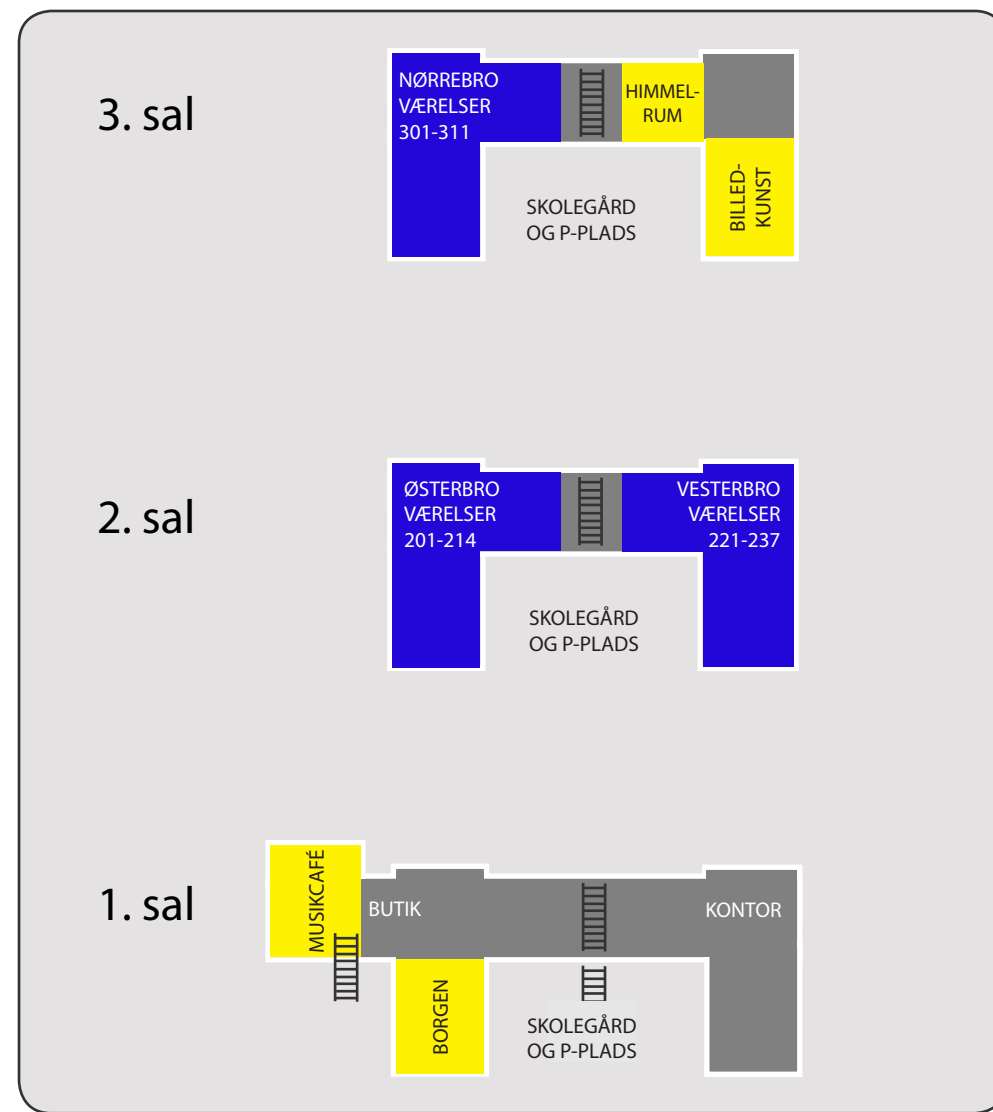 3. sal
NØRREBRO
VÆRELSER
301-311
HIMMEL-
RUM
BILLED-
KUNST
SKOLEGÅRD
OG P-PLADS
2. sal
ØSTERBRO
VÆRELSER
201-214
VESTERBRO
VÆRELSER
221-237
SKOLEGÅRD
OG P-PLADS
1. sal
MUSIKCAFÉ
BUTIK
KONTOR
BORGEN
SKOLEGÅRD
OG P-PLADS